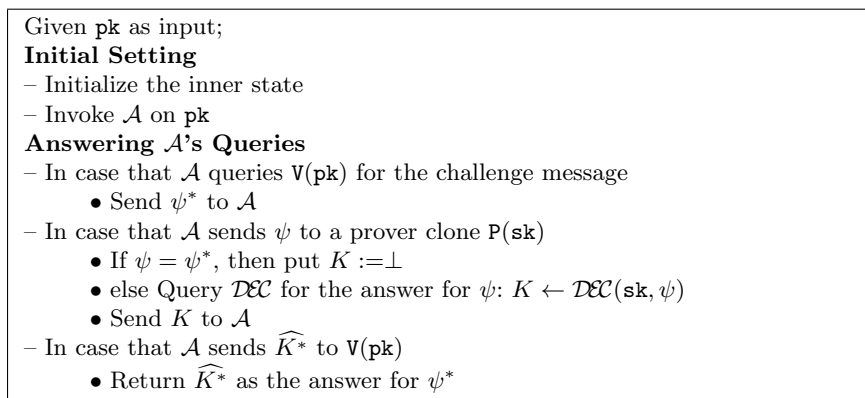 Given pk as input;
Initial Setting
– Initialize the inner state
– Invoke 𝒜 on pk
Answering 𝒜's Queries
– In case that 𝒜 queries V(pk) for the challenge message
• Send ψ* to 𝒜
– In case that 𝒜 sends ψ to a prover clone P(sk)
• If ψ = ψ*, then put K :=⊥
• else Query 𝒟ℰ𝒞 for the answer for ψ: K ← 𝒟ℰ𝒞(sk, ψ)
• Send K to 𝒜
– In case that 𝒜 sends K̂* to V(pk)
• Return K̂* as the answer for ψ*